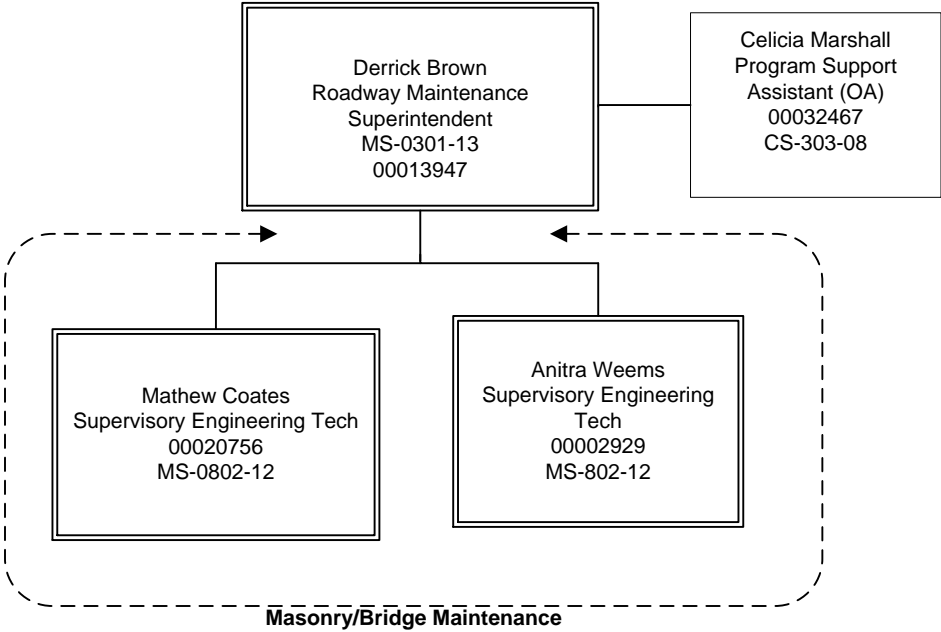 Derrick Brown
Roadway Maintenance
Superintendent
MS-0301-13
00013947
Celicia Marshall
Program Support
Assistant (OA)
00032467
CS-303-08
Mathew Coates
Supervisory Engineering Tech
00020756
MS-0802-12
Anitra Weems
Supervisory Engineering
Tech
00002929
MS-802-12
Masonry/Bridge Maintenance